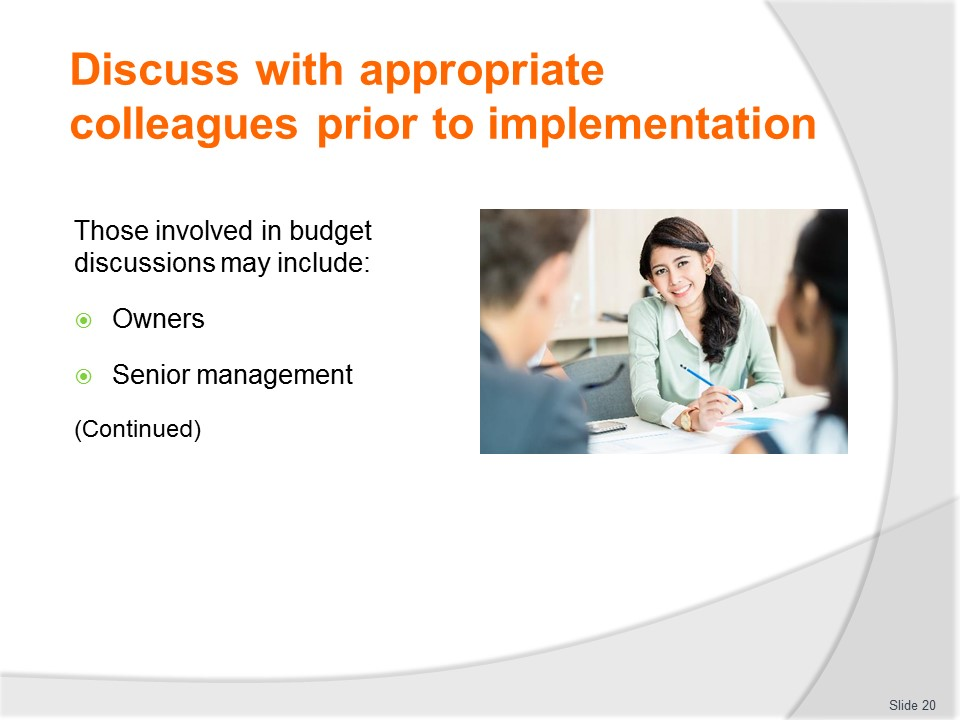 Discuss with appropriate
colleagues prior to implementation
Those involved in budget
discussions may include:
Owners
Senior management
(Continued)
Slide 20